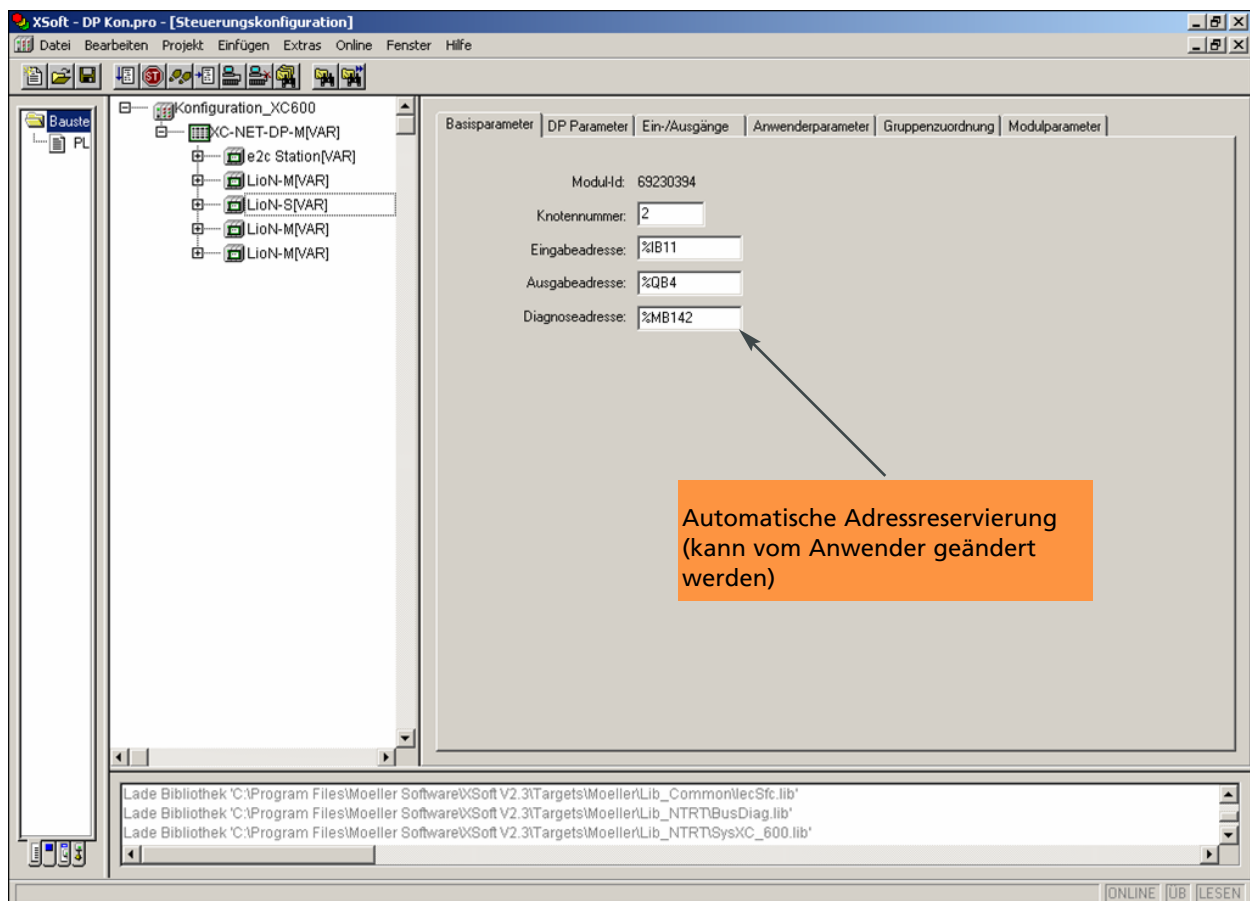 XSoft - DP Kon.pro - [Steuerungskonfiguration]
Datei Bearbeiten Projekt Einfügen Extras Online Fenster Hilfe
Bauste
PL
Konfiguration_XC600
XC-NET-DP-M[VAR]
e2c Station[VAR]
LioN-M[VAR]
LioN-S[VAR]
LioN-M[VAR]
LioN-M[VAR]
Basisparameter DP Parameter Ein-/Ausgänge Anwenderparameter Gruppenzuordnung Modulparameter
Modul-Id: 69230394
Knotennummer: 2
Eingabeadresse: %IB11
Ausgabeadresse: %QB4
Diagnoseadresse: %MB142
Automatische Adressreservierung
(kann vom Anwender geändert
werden)
Lade Bibliothek 'C:\Program Files\Moeller Software\XSoft V2.3\Targets\Moeller\Lib_Common\IecSfc.lib'
Lade Bibliothek 'C:\Program Files\Moeller Software\XSoft V2.3\Targets\Moeller\Lib_NTRT\BusDiag.lib'
Lade Bibliothek 'C:\Program Files\Moeller Software\XSoft V2.3\Targets\Moeller\Lib_NTRT\SysXC_600.lib'
ONLINE ÜB LESEN